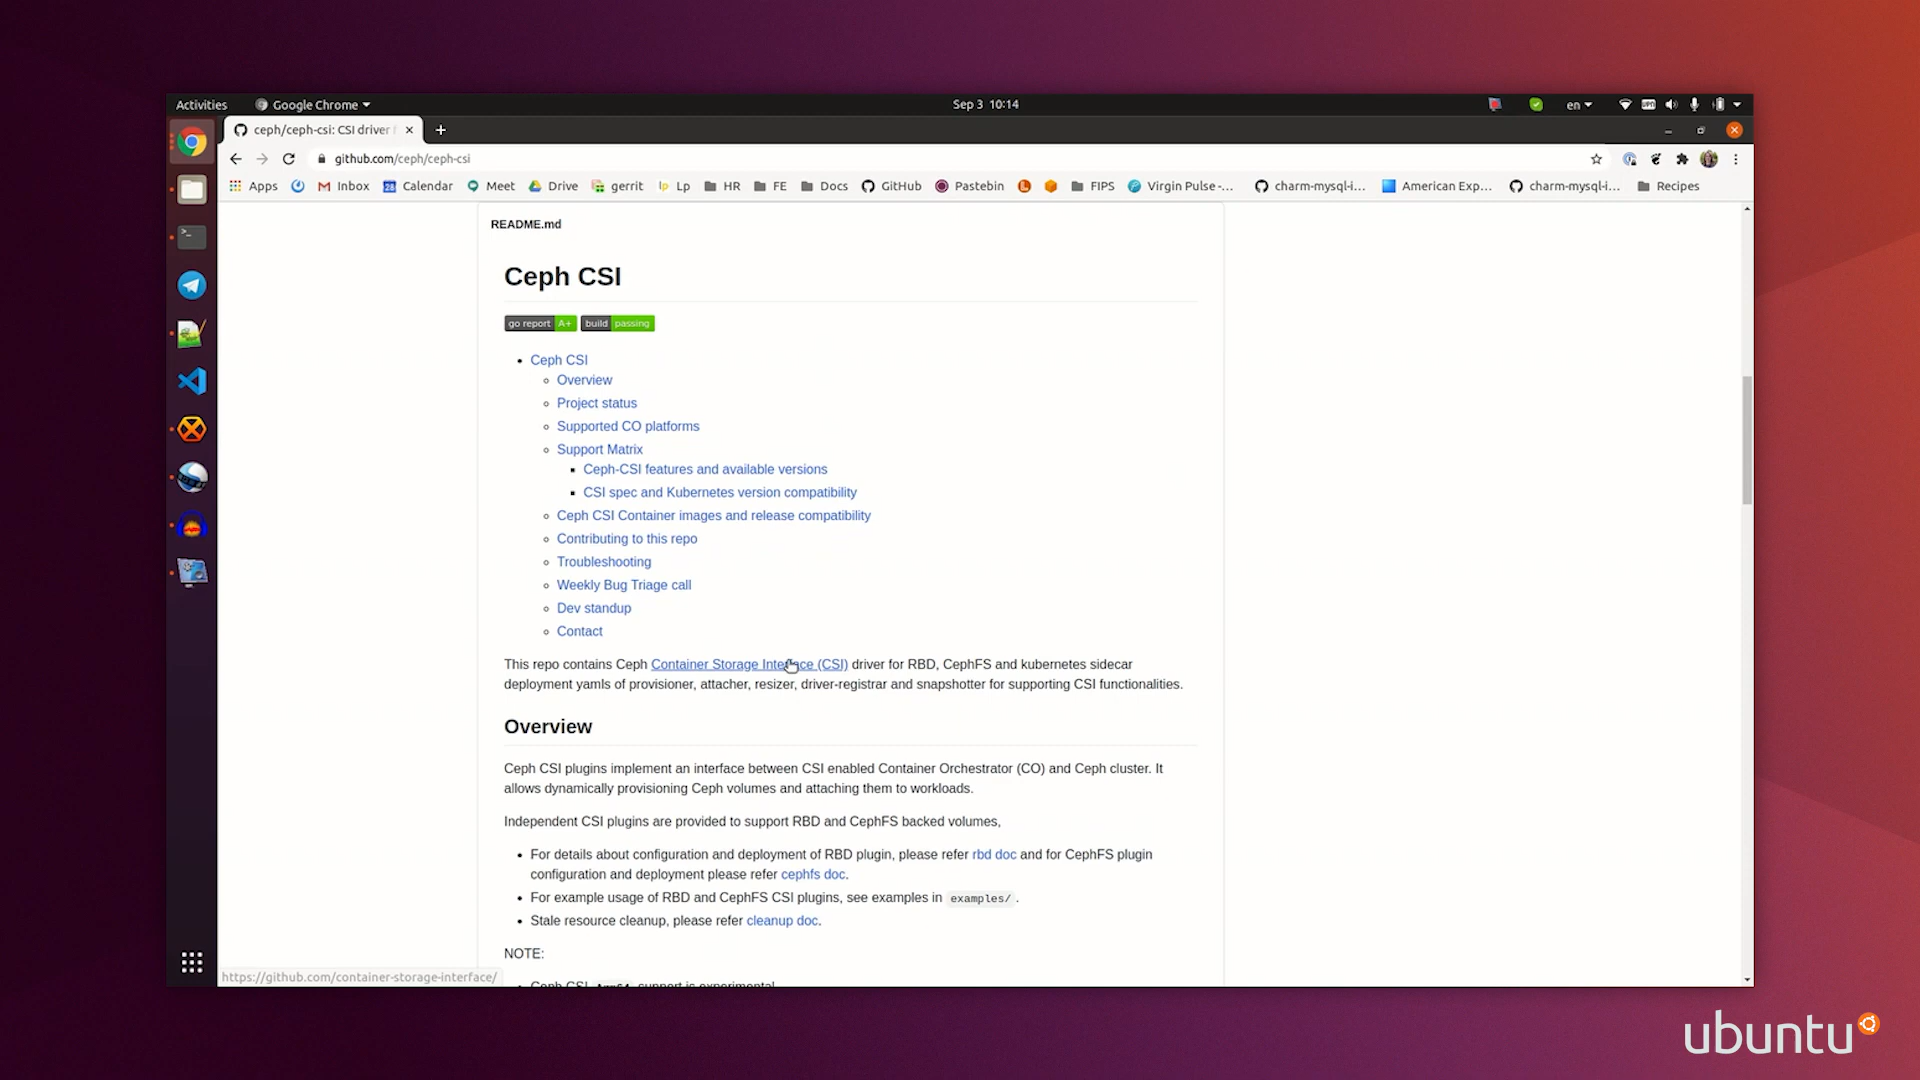 Activities Google Chrome Sep 3 10:14 en
ceph/ceph-csi: CSI driver f
github.com/ceph/ceph-csi
Apps Inbox Calendar Meet Drive gerrit lp Lp HR FE Docs GitHub Pastebin FIPS Virgin Pulse -... charm-mysql-i... American Exp... charm-mysql-i... Recipes
README.md
Ceph CSI
go report A+ build passing
Ceph CSI
Overview
Project status
Supported CO platforms
Support Matrix
Ceph-CSI features and available versions
CSI spec and Kubernetes version compatibility
Ceph CSI Container images and release compatibility
Contributing to this repo
Troubleshooting
Weekly Bug Triage call
Dev standup
Contact
This repo contains Ceph Container Storage Interface (CSI) driver for RBD, CephFS and kubernetes sidecar
deployment yamls of provisioner, attacher, resizer, driver-registrar and snapshotter for supporting CSI functionalities.
Overview
Ceph CSI plugins implement an interface between CSI enabled Container Orchestrator (CO) and Ceph cluster. It
allows dynamically provisioning Ceph volumes and attaching them to workloads.
Independent CSI plugins are provided to support RBD and CephFS backed volumes,
For details about configuration and deployment of RBD plugin, please refer rbd doc and for CephFS plugin
configuration and deployment please refer cephfs doc.
For example usage of RBD and CephFS CSI plugins, see examples in examples/ .
Stale resource cleanup, please refer cleanup doc.
NOTE:
Ceph CSI Arm64 support is experimental
https://github.com/container-storage-interface/
ubuntu